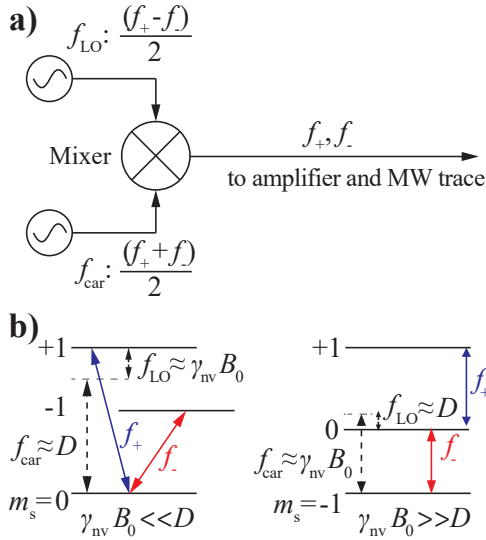 a)
f_LO: (f_+-f_-)/2
Mixer
f_+, f_-
to amplifier and MW trace
f_car: (f_++f_-)/2
b)
+1
f_LO≈γ_nv B_0
-1
f_car≈D
f_+
f_-
m_s=0
γ_nv B_0<<D
+1
f_+
f_LO≈D
0
f_car≈γ_nv B_0
f_-
m_s=-1
γ_nv B_0>>D